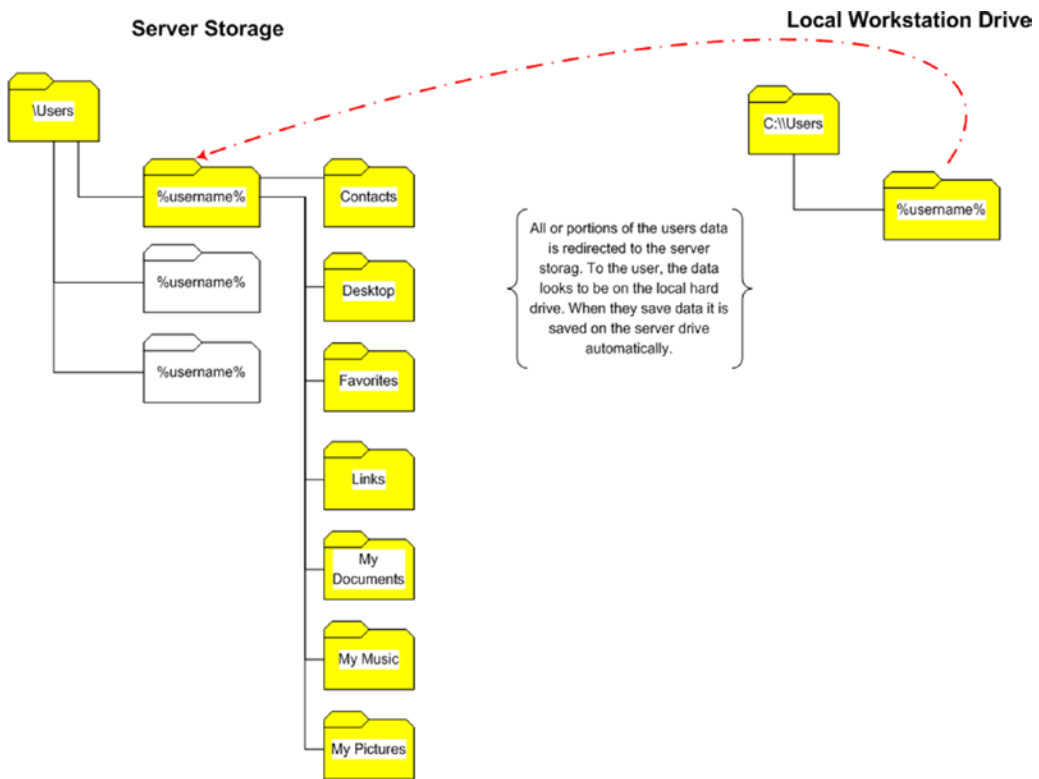 Server Storage
Local Workstation Drive
\Users
C:\\Users
%username%
Contacts
%username%
%username%
Desktop
%username%
Favorites
Links
My
Documents
My Music
My Pictures
All or portions of the users data
is redirected to the server
storag. To the user, the data
looks to be on the local hard
drive. When they save data it is
saved on the server drive
automatically.